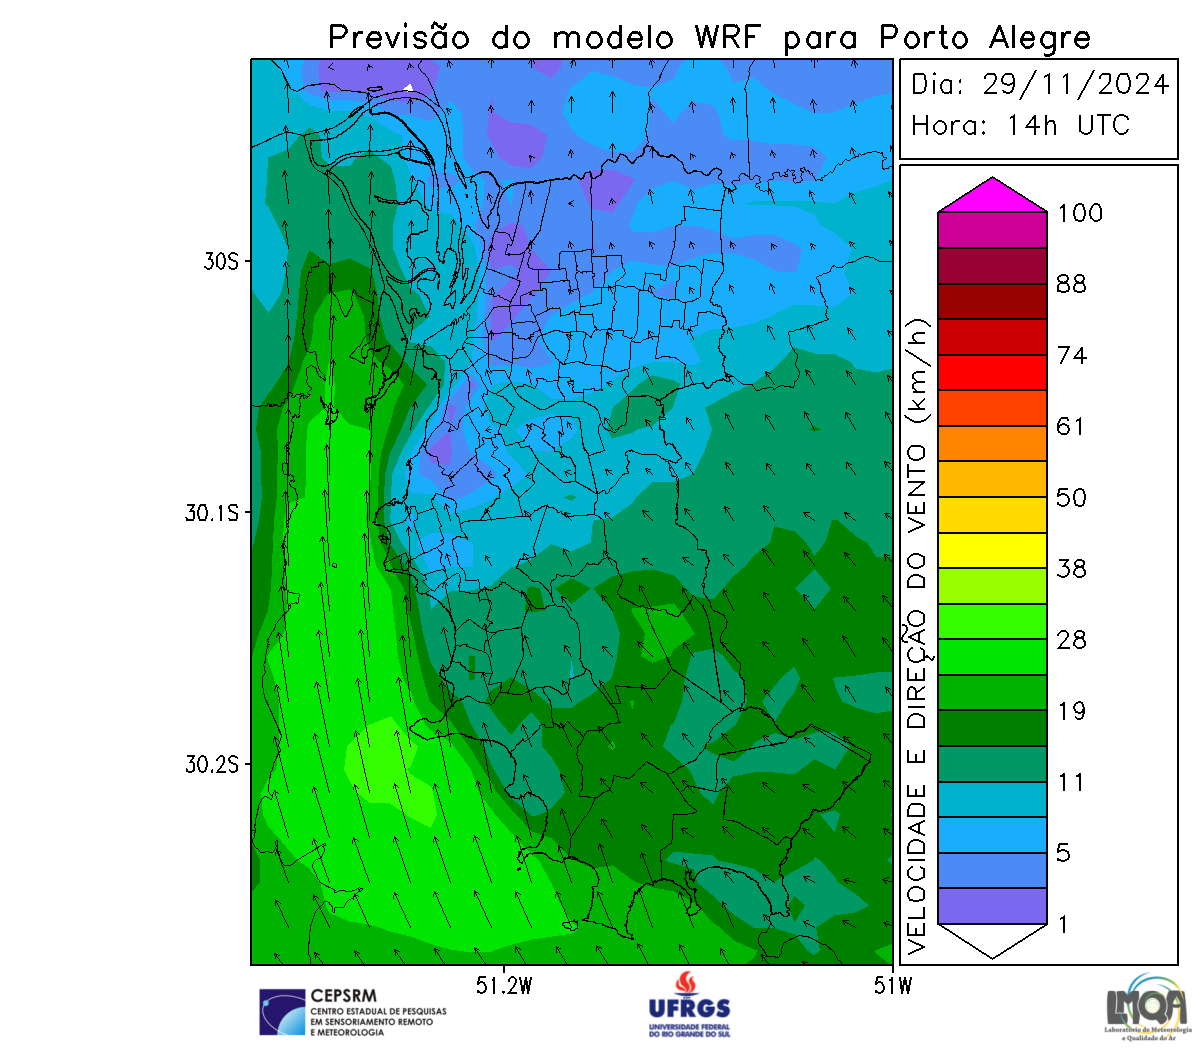 Previsão do modelo WRF para Porto Alegre
Dia: 29/11/2024
Hora: 14h UTC
30S
30.1S
30.2S
51.2W
51W
VELOCIDADE E DIREÇÃO DO VENTO (km/h)
100
88
74
61
50
38
28
19
11
5
1
CEPSRM
CENTRO ESTADUAL DE PESQUISAS
EM SENSORIAMENTO REMOTO
E METEOROLOGIA
UFRGS
UNIVERSIDADE FEDERAL
DO RIO GRANDE DO SUL
LMQA
Laboratório de Meteorologia
e Qualidade do Ar